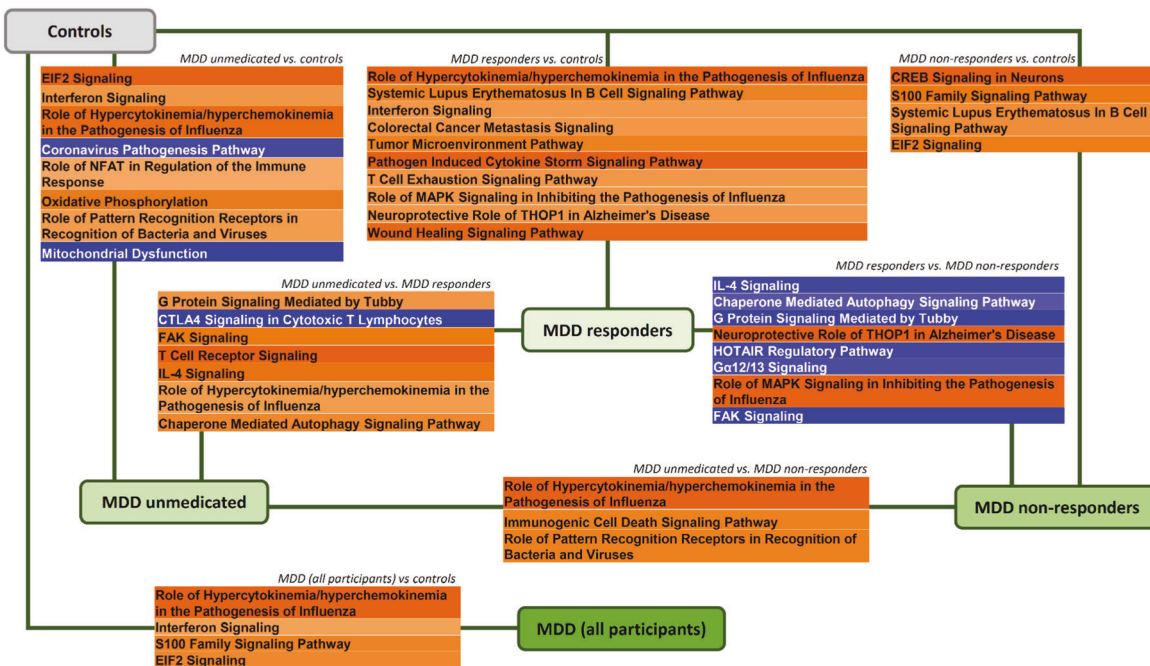 Controls
MDD unmedicated vs. controls
EIF2 Signaling
Interferon Signaling
Role of Hypercytokinemia/hyperchemokinemia
in the Pathogenesis of Influenza
Coronavirus Pathogenesis Pathway
Role of NFAT in Regulation of the Immune
Response
Oxidative Phosphorylation
Role of Pattern Recognition Receptors in
Recognition of Bacteria and Viruses
Mitochondrial Dysfunction
MDD responders vs. controls
Role of Hypercytokinemia/hyperchemokinemia in the Pathogenesis of Influenza
Systemic Lupus Erythematosus In B Cell Signaling Pathway
Interferon Signaling
Colorectal Cancer Metastasis Signaling
Tumor Microenvironment Pathway
Pathogen Induced Cytokine Storm Signaling Pathway
T Cell Exhaustion Signaling Pathway
Role of MAPK Signaling in Inhibiting the Pathogenesis of Influenza
Neuroprotective Role of THOP1 in Alzheimer's Disease
Wound Healing Signaling Pathway
MDD non-responders vs. controls
CREB Signaling in Neurons
S100 Family Signaling Pathway
Systemic Lupus Erythematosus In B Cell
Signaling Pathway
EIF2 Signaling
MDD unmedicated vs. MDD responders
G Protein Signaling Mediated by Tubby
CTLA4 Signaling in Cytotoxic T Lymphocytes
FAK Signaling
T Cell Receptor Signaling
IL-4 Signaling
Role of Hypercytokinemia/hyperchemokinemia in the
Pathogenesis of Influenza
Chaperone Mediated Autophagy Signaling Pathway
MDD responders
MDD responders vs. MDD non-responders
IL-4 Signaling
Chaperone Mediated Autophagy Signaling Pathway
G Protein Signaling Mediated by Tubby
Neuroprotective Role of THOP1 in Alzheimer's Disease
HOTAIR Regulatory Pathway
Gα12/13 Signaling
Role of MAPK Signaling in Inhibiting the Pathogenesis
of Influenza
FAK Signaling
MDD unmedicated
MDD unmedicated vs. MDD non-responders
Role of Hypercytokinemia/hyperchemokinemia in the
Pathogenesis of Influenza
Immunogenic Cell Death Signaling Pathway
Role of Pattern Recognition Receptors in Recognition of
Bacteria and Viruses
MDD non-responders
MDD (all participants) vs controls
Role of Hypercytokinemia/hyperchemokinemia
in the Pathogenesis of Influenza
Interferon Signaling
S100 Family Signaling Pathway
EIF2 Signaling
MDD (all participants)